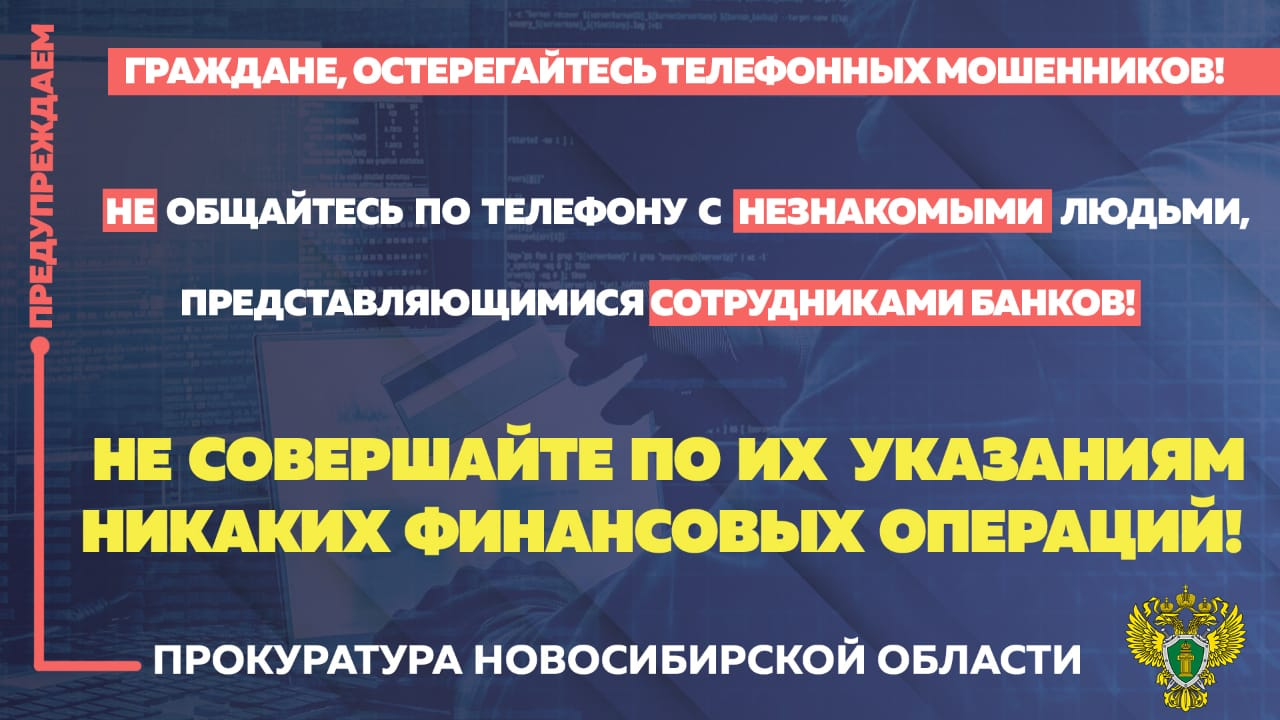 ПРЕДУПРЕЖДАЕМ
ГРАЖДАНЕ, ОСТЕРЕГАЙТЕСЬ ТЕЛЕФОННЫХ МОШЕННИКОВ!
НЕ ОБЩАЙТЕСЬ ПО ТЕЛЕФОНУ С НЕЗНАКОМЫМИ ЛЮДЬМИ,
ПРЕДСТАВЛЯЮЩИМИСЯ СОТРУДНИКАМИ БАНКОВ!
НЕ СОВЕРШАЙТЕ ПО ИХ УКАЗАНИЯМ
НИКАКИХ ФИНАНСОВЫХ ОПЕРАЦИЙ!
ПРОКУРАТУРА НОВОСИБИРСКОЙ ОБЛАСТИ